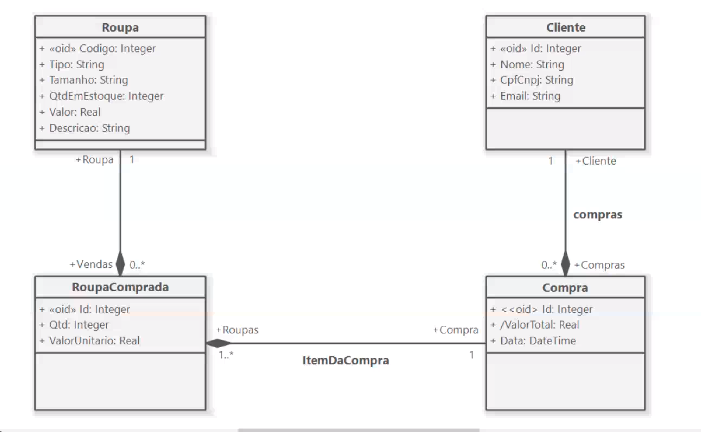 Roupa
+ «oid» Codigo: Integer
+ Tipo: String
+ Tamanho: String
+ QtdEmEstoque: Integer
+ Valor: Real
+ Descricao: String
Cliente
+ «oid» Id: Integer
+ Nome: String
+ CpfCnpj: String
+ Email: String
+Roupa 1
1 +Cliente
compras
+Vendas 0..*
0..* +Compras
RoupaComprada
+ «oid» Id: Integer
+ Qtd: Integer
+ ValorUnitario: Real
+Roupas +Compra
1..* ItemDaCompra 1
Compra
+ <<oid> Id: Integer
+ /ValorTotal: Real
+ Data: DateTime